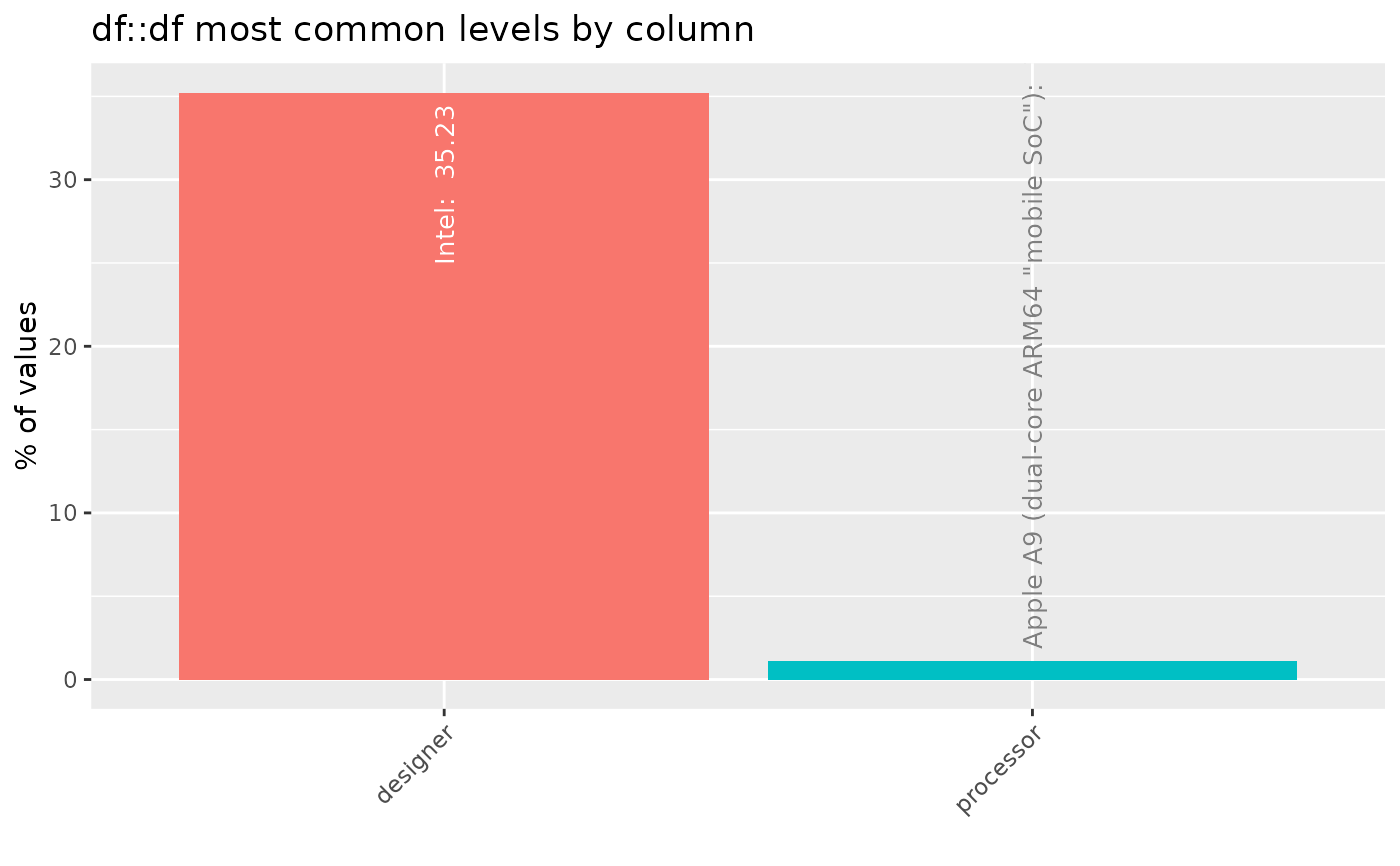 df::df most common levels by column
% of values
30
20
10
0
Intel:  35.23
Apple A9 (dual-core ARM64 "mobile SoC"):
designer
processor